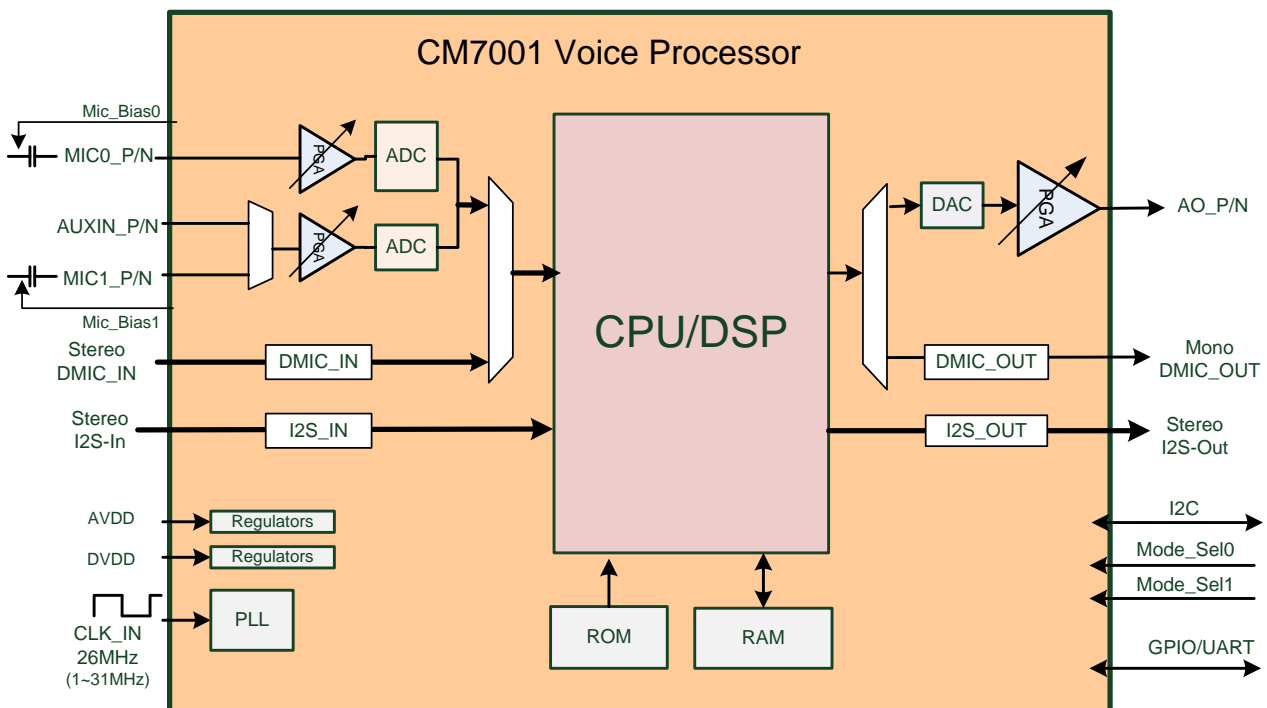 CM7001 Voice Processor
Mic_Bias0
MIC0_P/N
PGA
ADC
AUXIN_P/N
PGA
ADC
MIC1_P/N
Mic_Bias1
Stereo
DMIC_IN
DMIC_IN
Stereo
I2S-In
I2S_IN
AVDD
Regulators
DVDD
Regulators
CLK_IN
26MHz
(1~31MHz)
PLL
CPU/DSP
ROM
RAM
DAC
PGA
AO_P/N
DMIC_OUT
Mono
DMIC_OUT
I2S_OUT
Stereo
I2S-Out
I2C
Mode_Sel0
Mode_Sel1
GPIO/UART